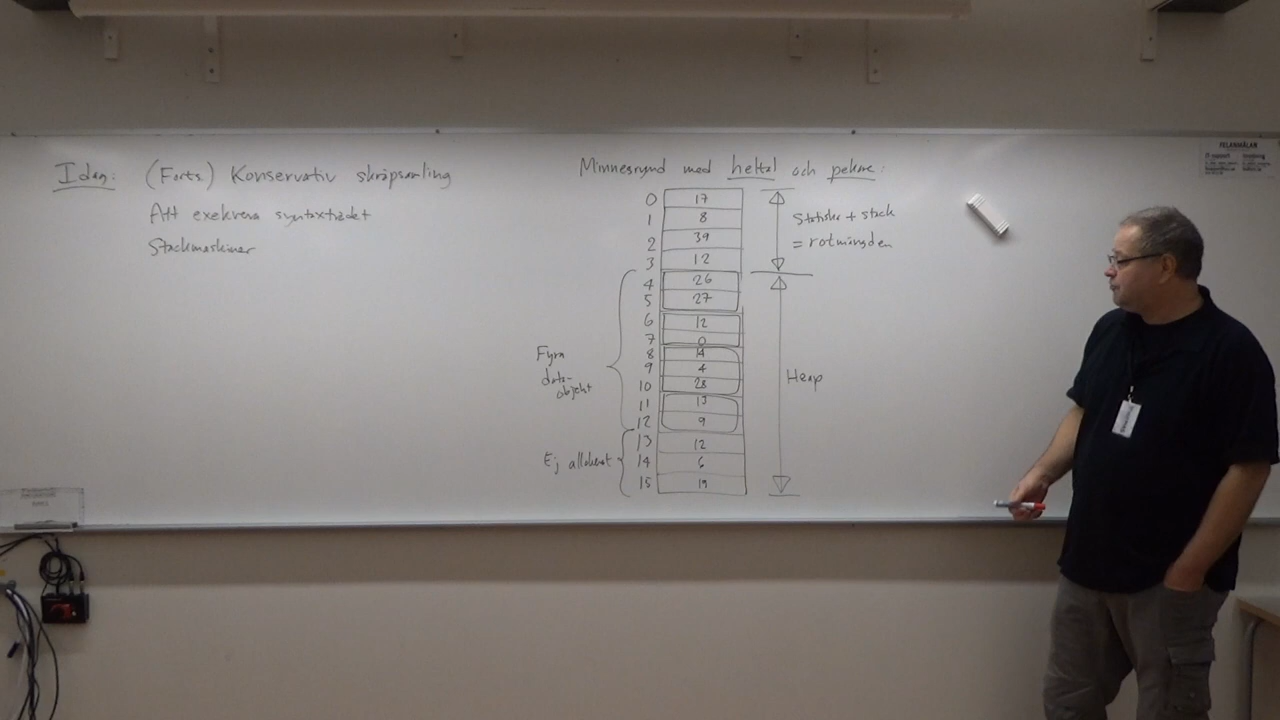 Idag: (Forts.) Konservativ skräpsamling
Att exekvera syntaxträdet
Stackmaskiner
Minnesrymd med heltal och pekare:
0 17
1 8
2 39
3 12
4 26
5 27
6 12
7 0
8 14
9 4
10 28
11 13
12 9
13 12
14 6
15 19
Statiska + stack
= rotmängden
Heap
Fyra
data-
objekt
Ej allokerat
FELANMÄLAN